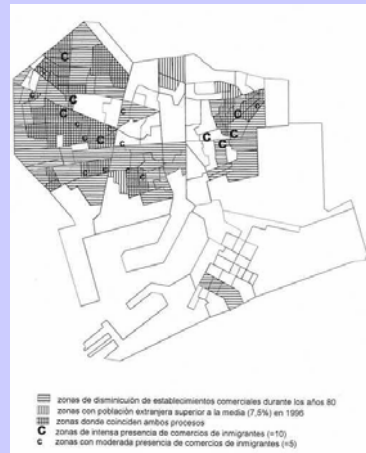 C
C
C
C
C
C
C
C
C
C
zonas de disminución de establecimientos comerciales durante los años 80
zonas con población extranjera superior a la media (7,5%) en 1996
zonas donde coinciden ambos procesos
C zonas de intensa presencia de comercios de inmigrantes (=10)
c zonas con moderada presencia de comercios de inmigrantes (=5)